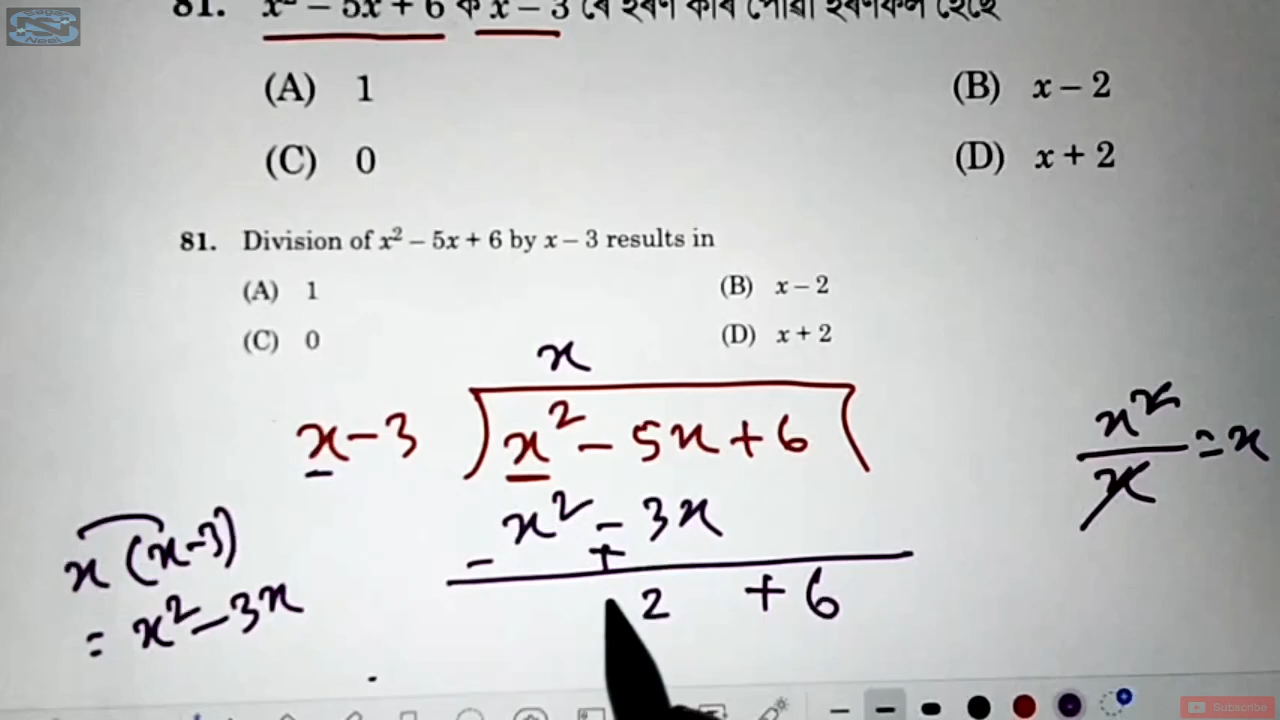 81. x² – 5x + 6 ক x – 3 ৰে হৰণ কৰি পোৱা হৰণফল হৈছে
(A) 1 (B) x – 2
(C) 0 (D) x + 2
81. Division of x² – 5x + 6 by x – 3 results in
(A) 1 (B) x – 2
(C) 0 (D) x + 2
x
x-3 ) x² - 5x + 6 (
x²/x = x
x² - 3x
- +
x (x-3)
= x² - 3x
2 + 6
Neel
Subscribe